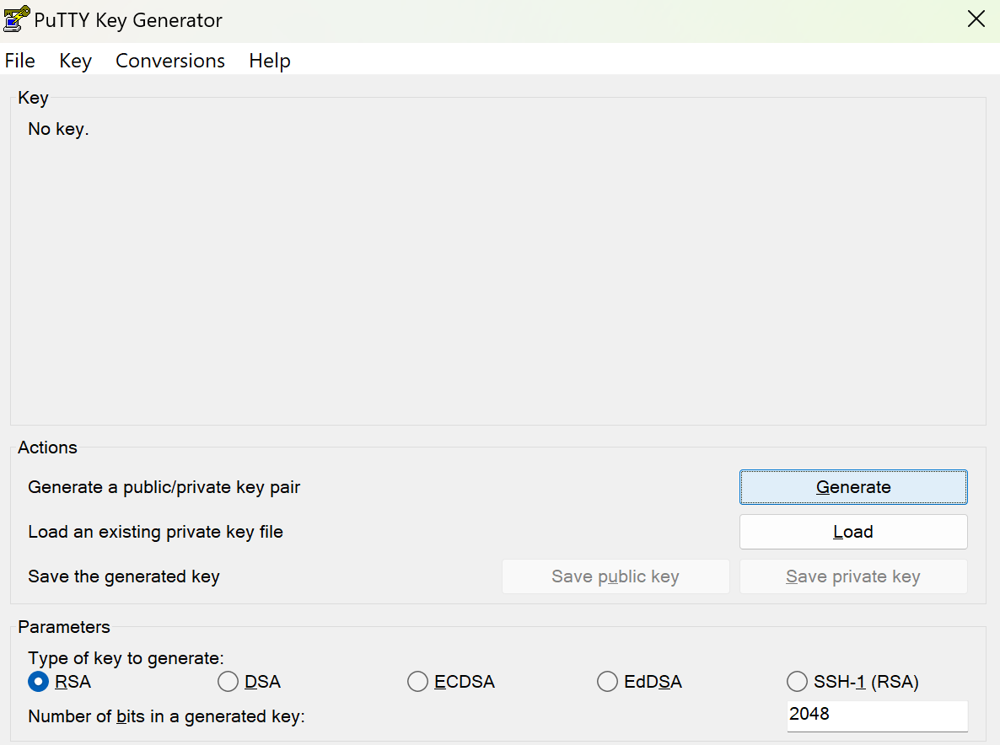 PuTTY Key Generator
File Key Conversions Help
Key
No key.
Actions
Generate a public/private key pair Generate
Load an existing private key file Load
Save the generated key Save public key Save private key
Parameters
Type of key to generate:
RSA DSA ECDSA EdDSA SSH-1 (RSA)
Number of bits in a generated key: 2048